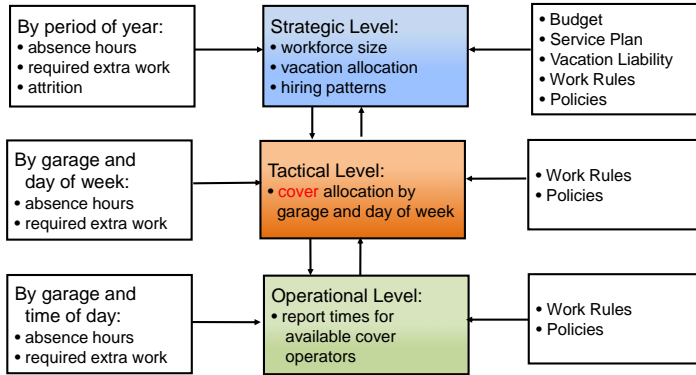 By period of year:
• absence hours
• required extra work
• attrition
Strategic Level:
• workforce size
• vacation allocation
• hiring patterns
• Budget
• Service Plan
• Vacation Liability
• Work Rules
• Policies
By garage and
day of week:
• absence hours
• required extra work
Tactical Level:
• cover allocation by
garage and day of week
• Work Rules
• Policies
By garage and
time of day:
• absence hours
• required extra work
Operational Level:
• report times for
available cover
operators
• Work Rules
• Policies